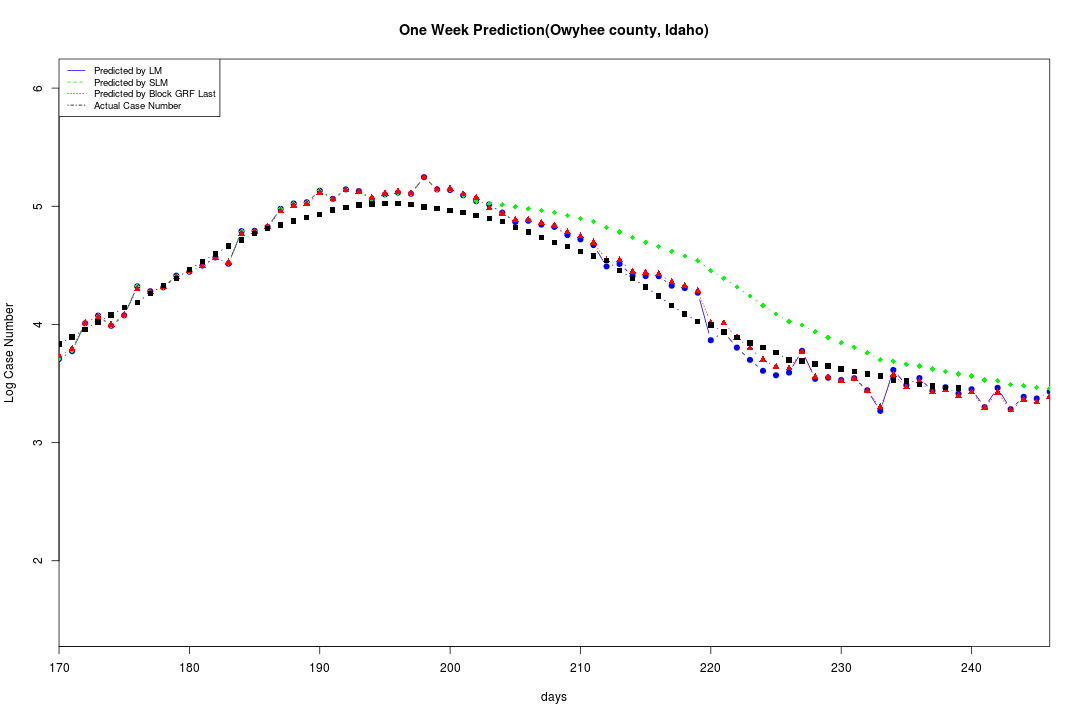 One Week Prediction(Owyhee county, Idaho)
Predicted by LM
Predicted by SLM
Predicted by Block GRF Last
Actual Case Number
Log Case Number
6
5
4
3
2
170 180 190 200 210 220 230 240
days